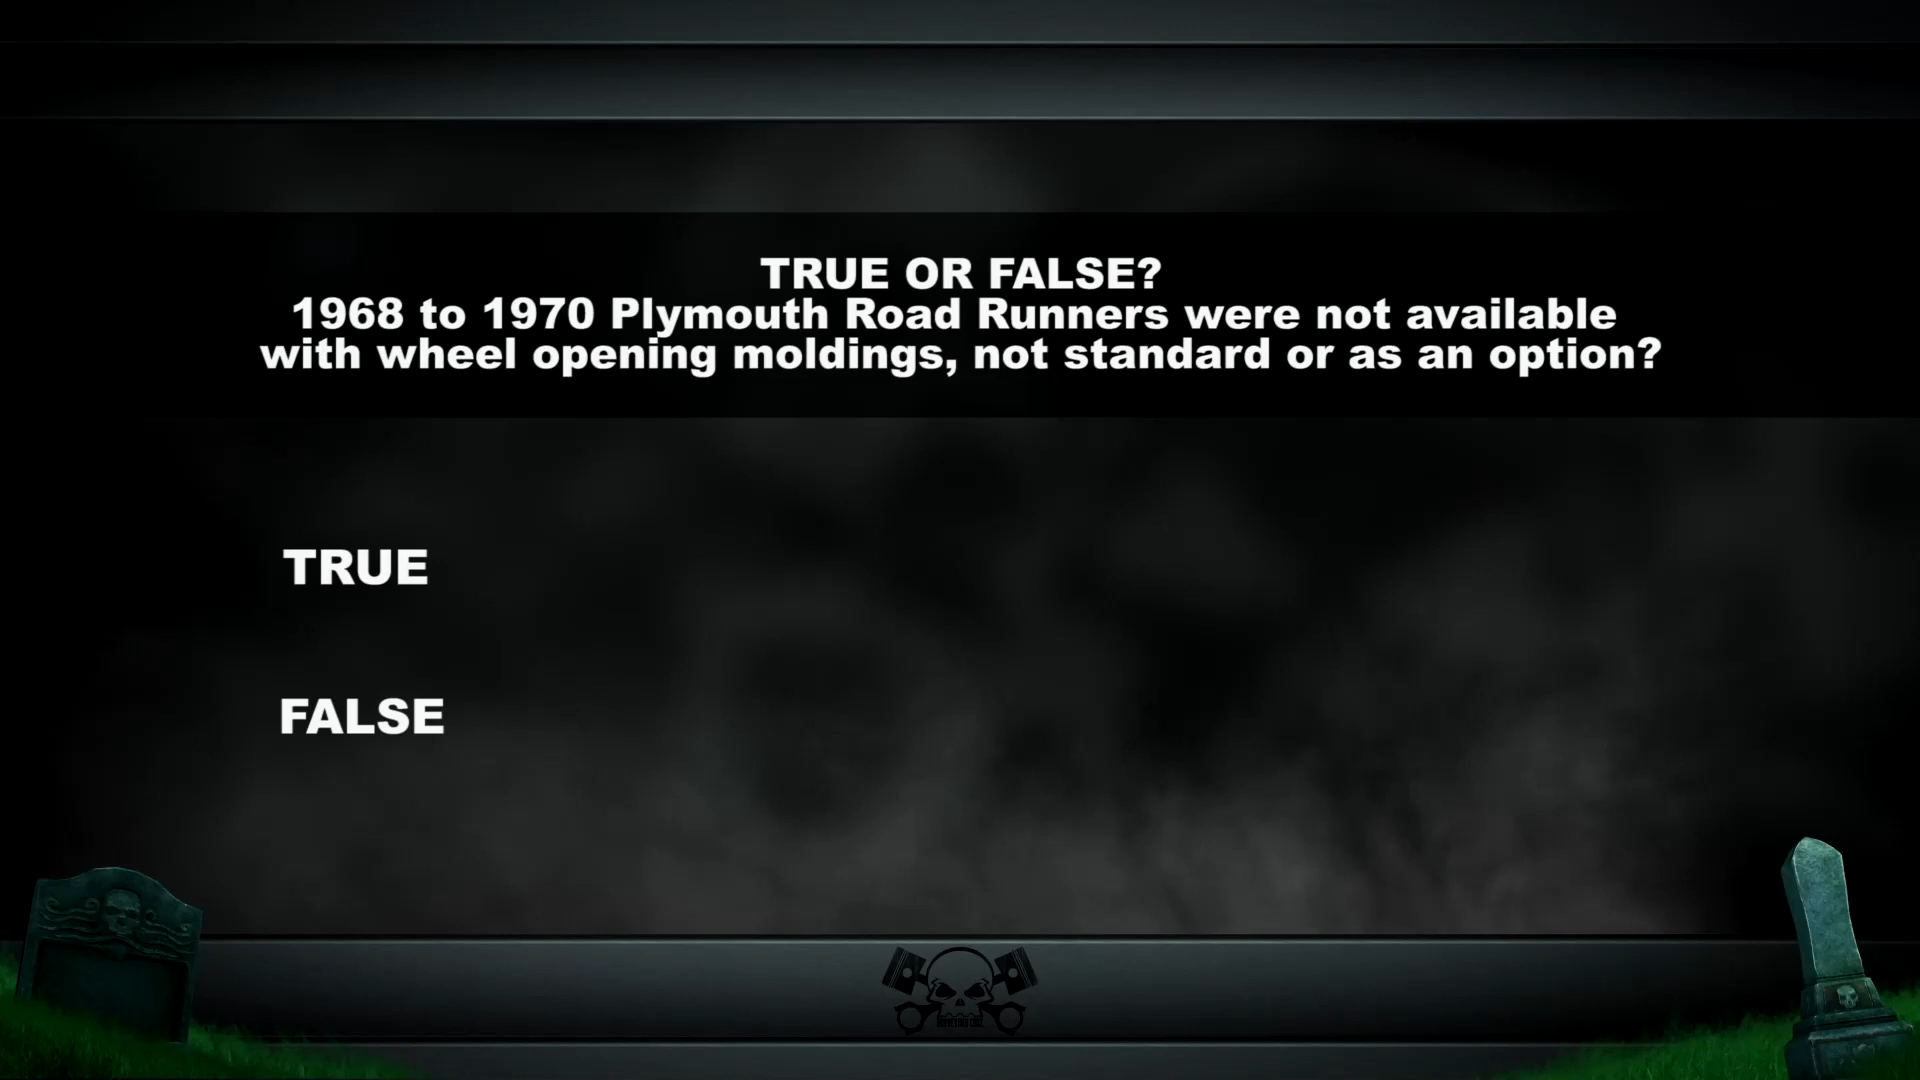 TRUE OR FALSE?
1968 to 1970 Plymouth Road Runners were not available
with wheel opening moldings, not standard or as an option?
TRUE
FALSE